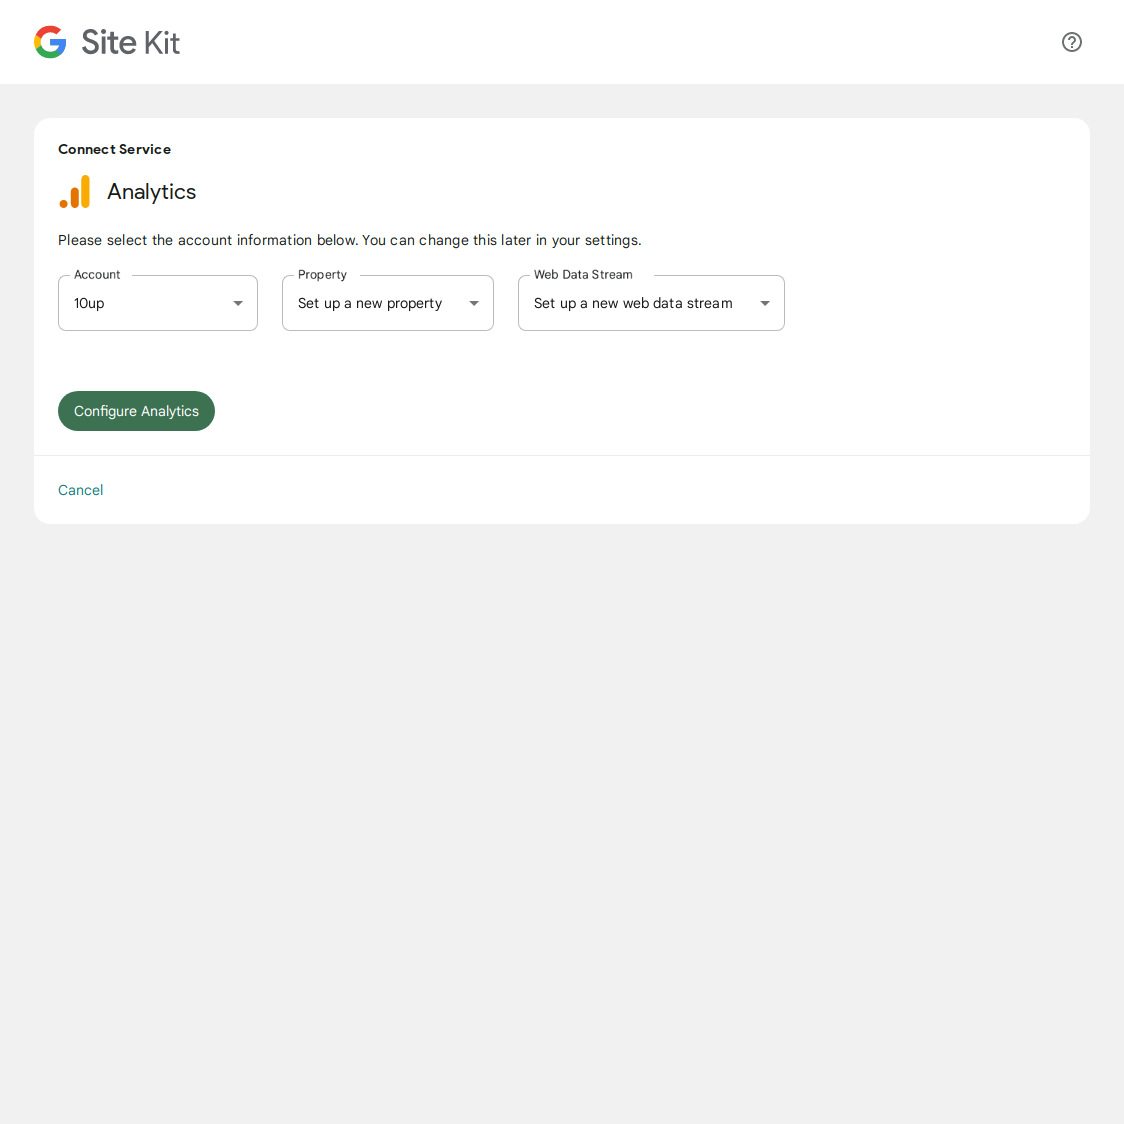 Site Kit
Connect Service
Analytics
Please select the account information below. You can change this later in your settings.
Account
10up
Property
Set up a new property
Web Data Stream
Set up a new web data stream
Configure Analytics
Cancel